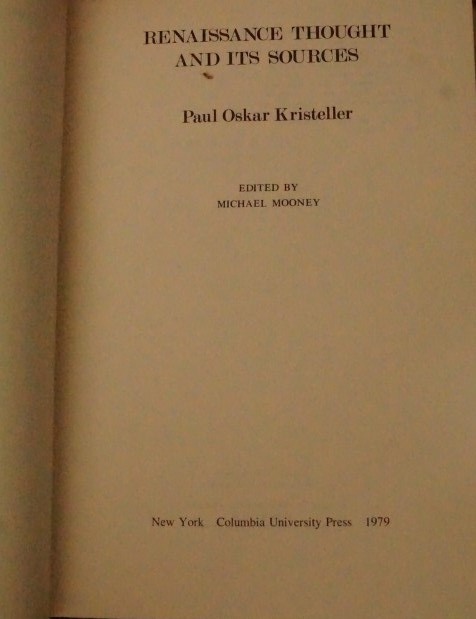 RENAISSANCE THOUGHT
AND ITS SOURCES
Paul Oskar Kristeller
EDITED BY
MICHAEL MOONEY
New York Columbia University Press 1979